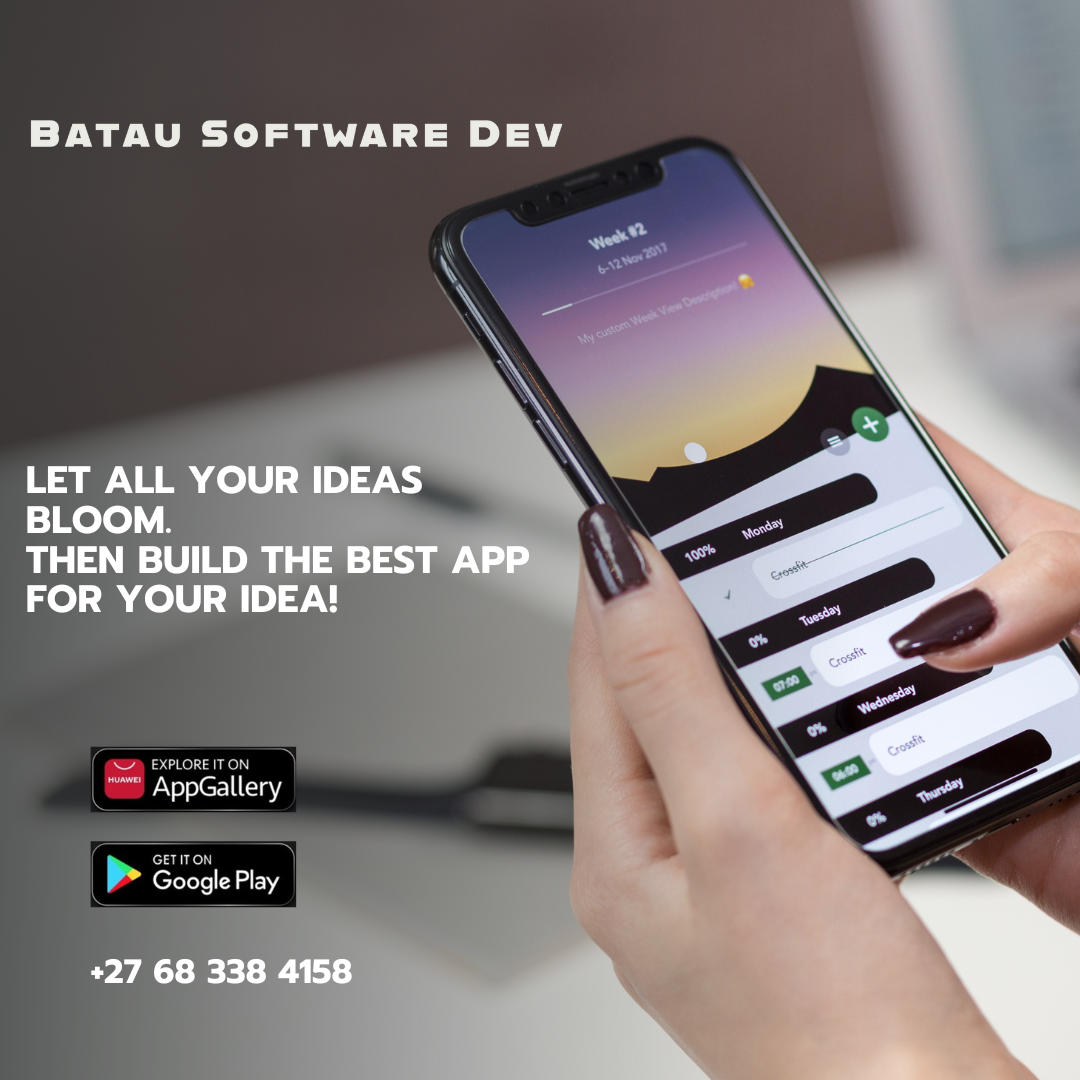 BATAU SOFTWARE DEV
Week #2
6-12 Nov 2017
My custom Week View Description!
LET ALL YOUR IDEAS
BLOOM.
THEN BUILD THE BEST APP
FOR YOUR IDEA!
100% Monday
Crossfit
0% Tuesday
07:00 Crossfit
0% Wednesday
06:00 Crossfit
0% Thursday
HUAWEI
EXPLORE IT ON
AppGallery
GET IT ON
Google Play
+27 68 338 4158